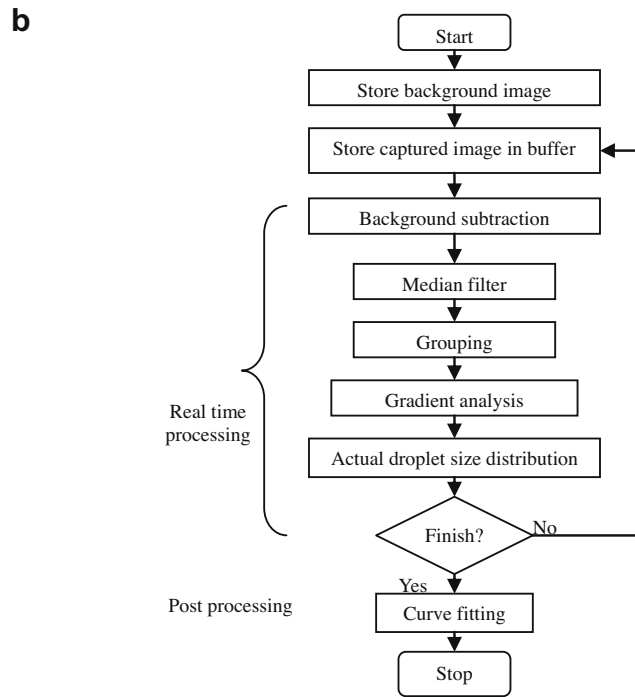 b
Start
Store background image
Store captured image in buffer
Background subtraction
Median filter
Grouping
Gradient analysis
Real time
processing
Actual droplet size distribution
Finish?
No
Yes
Post processing
Curve fitting
Stop